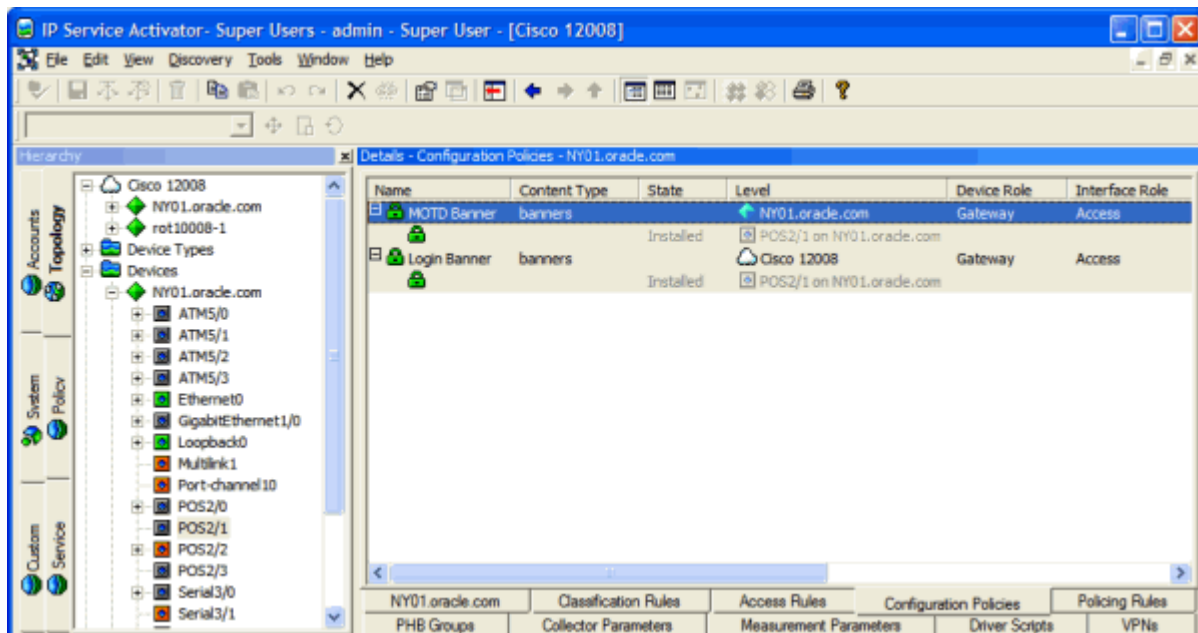 IP Service Activator- Super Users - admin - Super User - [Cisco 12008]
File Edit View Discovery Tools Window Help
Hierarchy
Details - Configuration Policies - NY01.oracle.com
Accounts
Topology
System
Policy
Custom
Service
Cisco 12008
NY01.oracle.com
rot10008-1
Device Types
Devices
NY01.oracle.com
ATM5/0
ATM5/1
ATM5/2
ATM5/3
Ethernet0
GigabitEthernet1/0
Loopback0
Multilink1
Port-channel10
POS2/0
POS2/1
POS2/2
POS2/3
Serial3/0
Serial3/1
Name Content Type State Level Device Role Interface Role
MOTD Banner banners NY01.oracle.com Gateway Access
Installed POS2/1 on NY01.oracle.com
Login Banner banners Cisco 12008 Gateway Access
Installed POS2/1 on NY01.oracle.com
NY01.oracle.com Classification Rules Access Rules Configuration Policies Policing Rules
PHB Groups Collector Parameters Measurement Parameters Driver Scripts VPNs